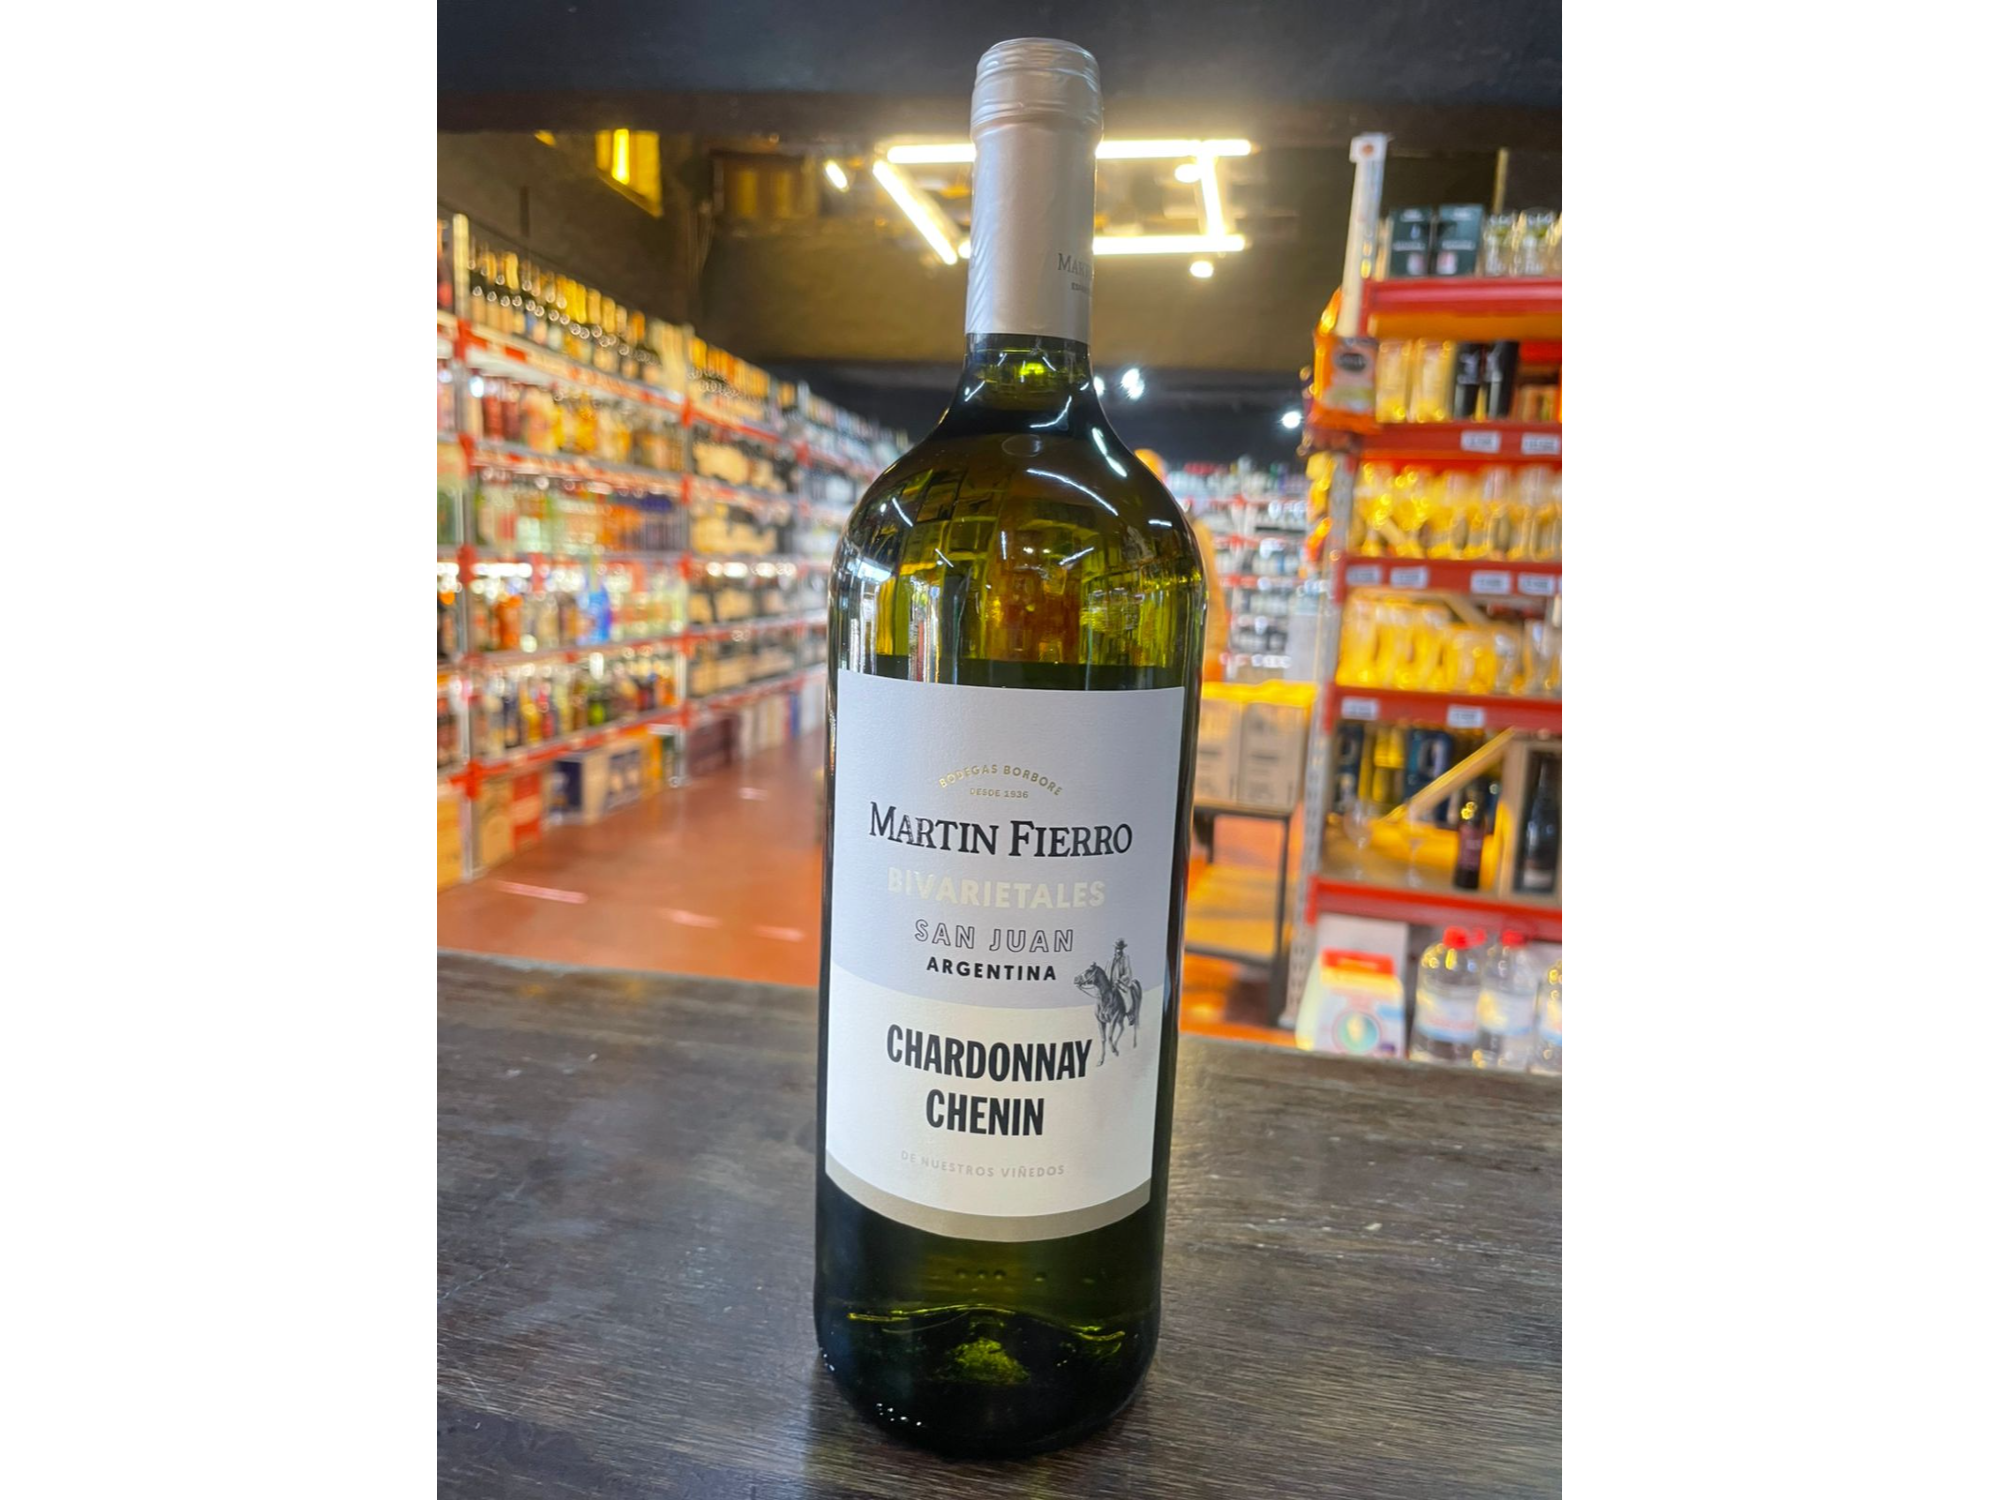 BODEGAS BORBORE
DESDE 1936
MARTIN FIERRO
BIVARIETALES
SAN JUAN
ARGENTINA
CHARDONNAY
CHENIN
DE NUESTROS VIÑEDOS